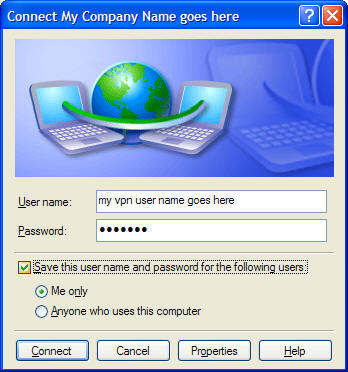 Connect My Company Name goes here
User name: my vpn user name goes here
Password: •••••••
Save this user name and password for the following users:
Me only
Anyone who uses this computer
Connect Cancel Properties Help